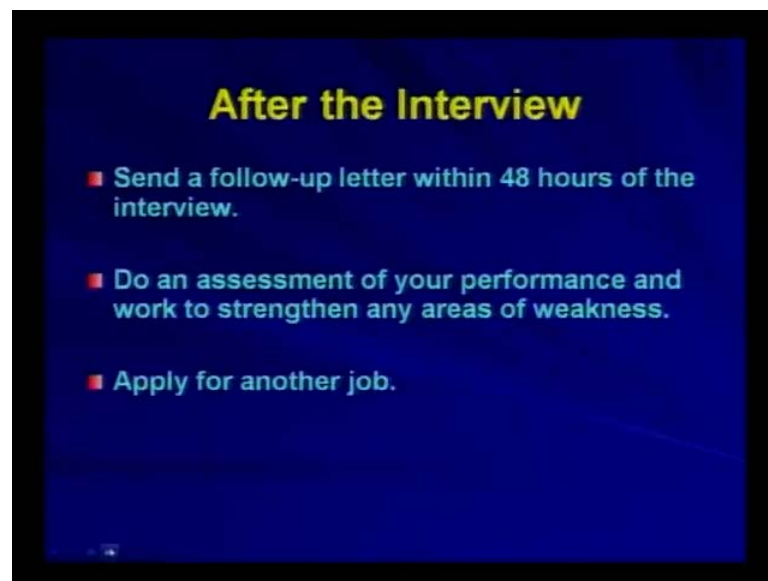 After the Interview
Send a follow-up letter within 48 hours of the
interview.
Do an assessment of your performance and
work to strengthen any areas of weakness.
Apply for another job.